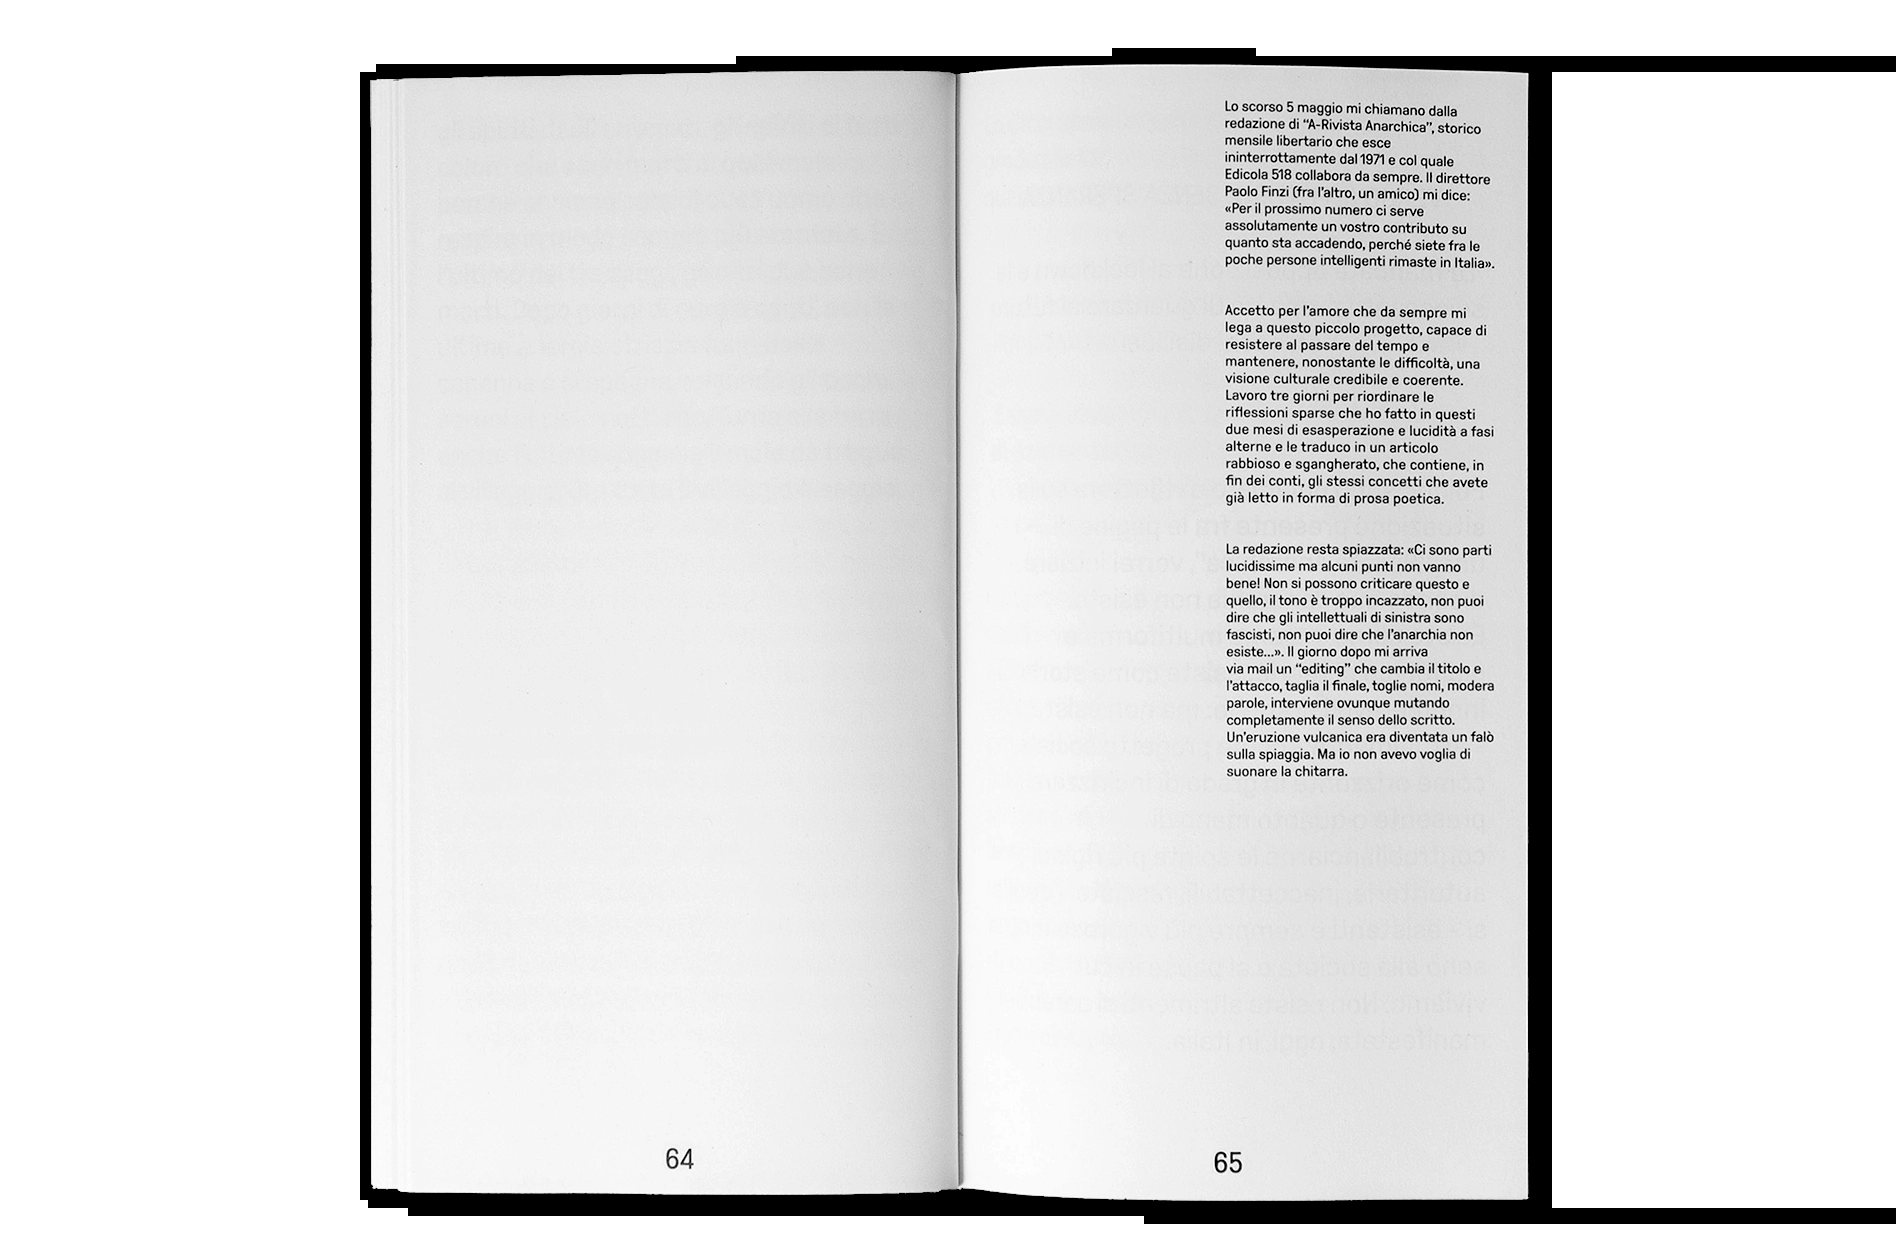 Lo scorso 5 maggio mi chiamano dalla
redazione di “A-Rivista Anarchica”, storico
mensile libertario che esce
ininterrottamente dal 1971 e col quale
Edicola 518 collabora da sempre. Il direttore
Paolo Finzi (fra l’altro, un amico) mi dice:
«Per il prossimo numero ci serve
assolutamente un vostro contributo su
quanto sta accadendo, perché siete fra le
poche persone intelligenti rimaste in Italia».
Accetto per l’amore che da sempre mi
lega a questo piccolo progetto, capace di
resistere al passare del tempo e
mantenere, nonostante le difficoltà, una
visione culturale credibile e coerente.
Lavoro tre giorni per riordinare le
riflessioni sparse che ho fatto in questi
due mesi di esasperazione e lucidità a fasi
alterne e le traduco in un articolo
rabbioso e sgangherato, che contiene, in
fin dei conti, gli stessi concetti che avete
già letto in forma di prosa poetica.
La redazione resta spiazzata: «Ci sono parti
lucidissime ma alcuni punti non vanno
bene! Non si possono criticare questo e
quello, il tono è troppo incazzato, non puoi
dire che gli intellettuali di sinistra sono
fascisti, non puoi dire che l’anarchia non
esiste...». Il giorno dopo mi arriva
via mail un “editing” che cambia il titolo e
l’attacco, taglia il finale, toglie nomi, modera
parole, interviene ovunque mutando
completamente il senso dello scritto.
Un’eruzione vulcanica era diventata un falò
sulla spiaggia. Ma io non avevo voglia di
suonare la chitarra.
64
65